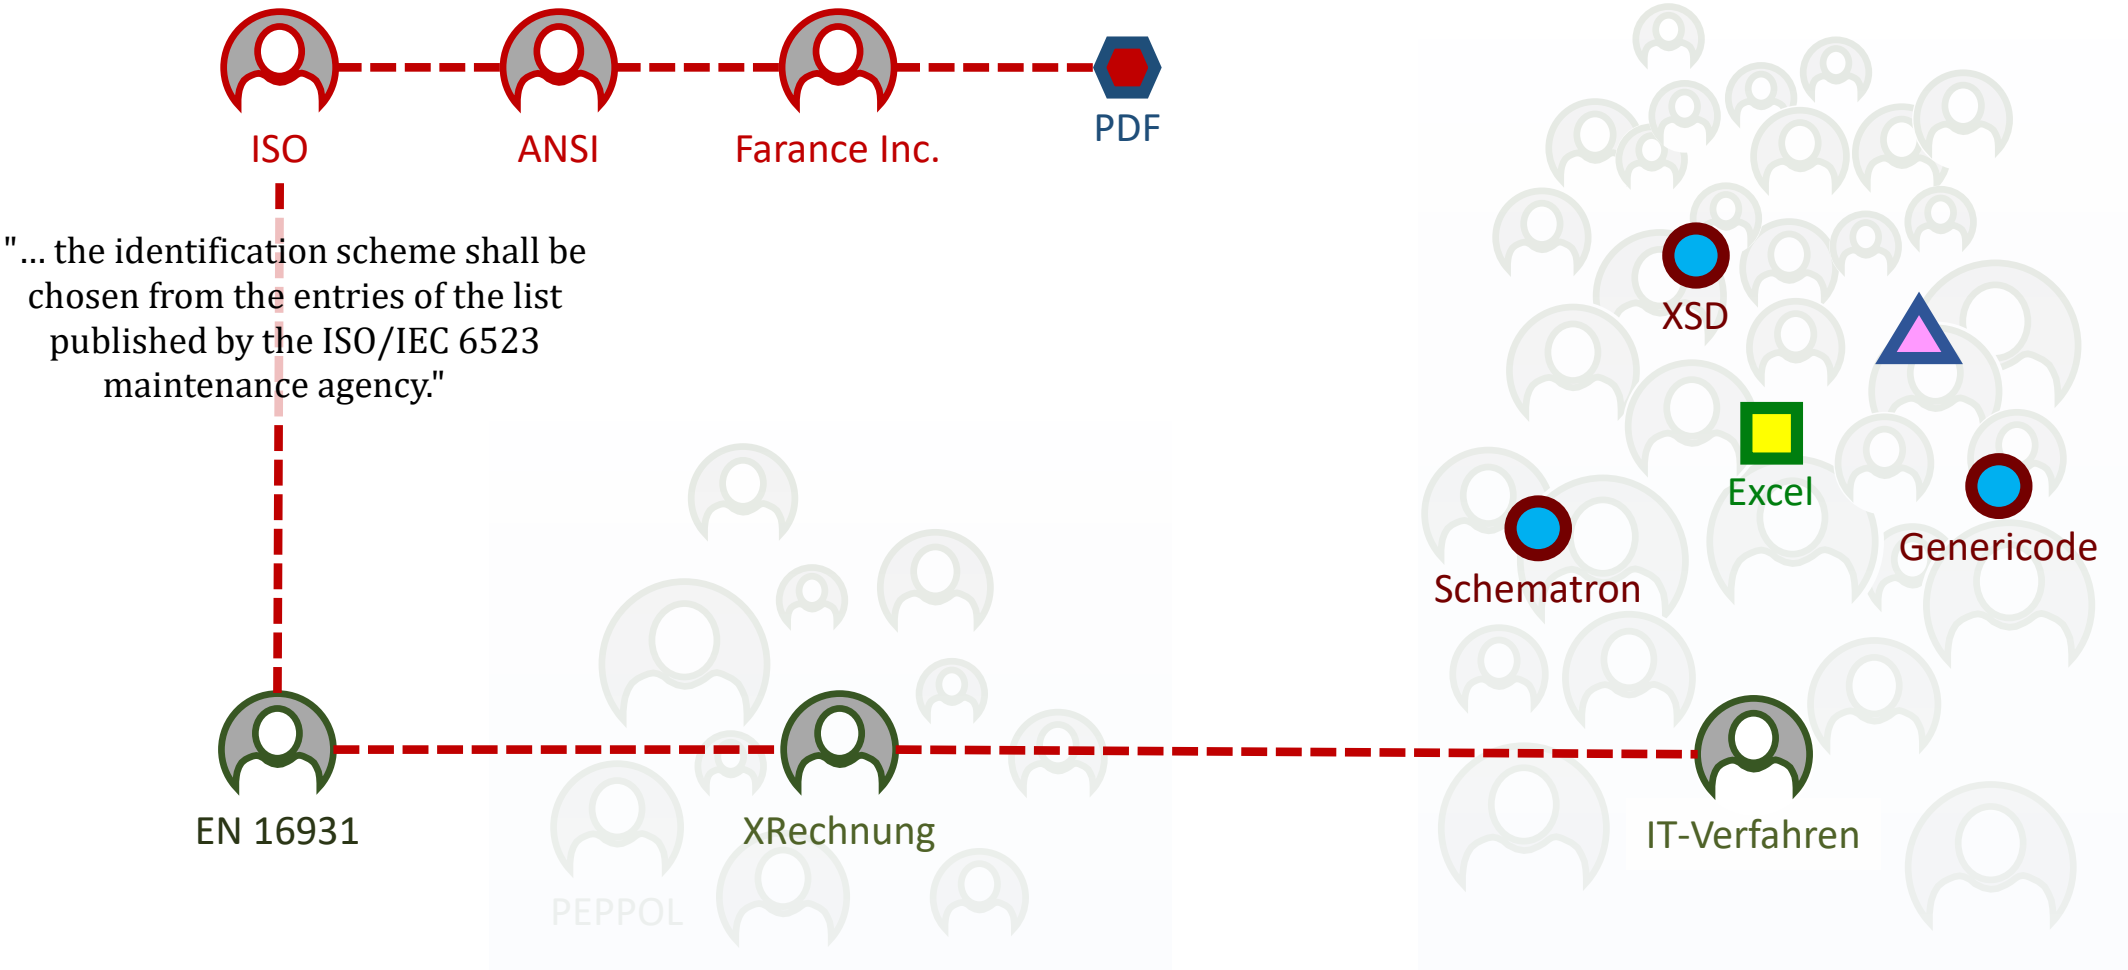 ISO
ANSI
Farance Inc.
PDF
"... the identification scheme shall be
chosen from the entries of the list
published by the ISO/IEC 6523
maintenance agency."
XSD
Excel
Genericode
Schematron
EN 16931
XRechnung
IT-Verfahren
PEPPOL